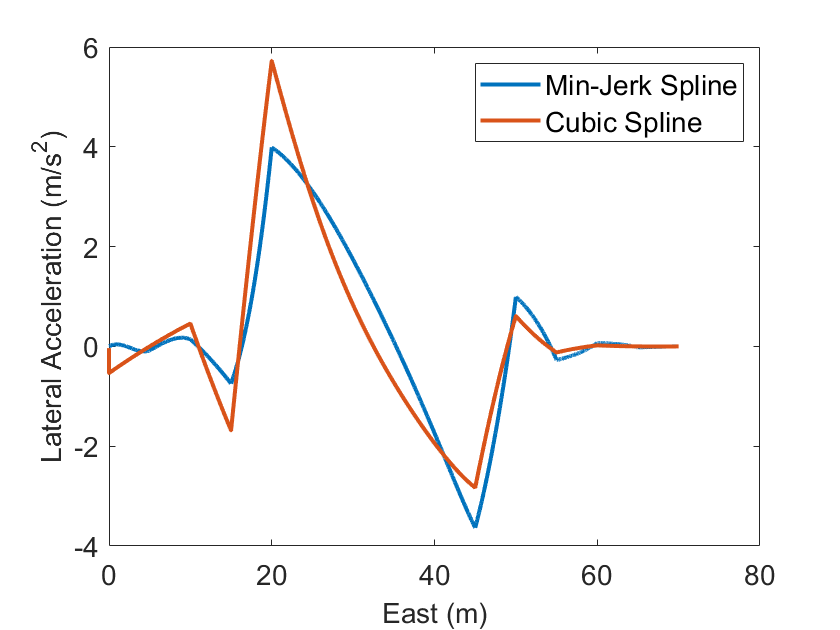 6
4
2
0
-2
-4
0 20 40 60 80
East (m)
Lateral Acceleration (m/s²)
Min-Jerk Spline
Cubic Spline